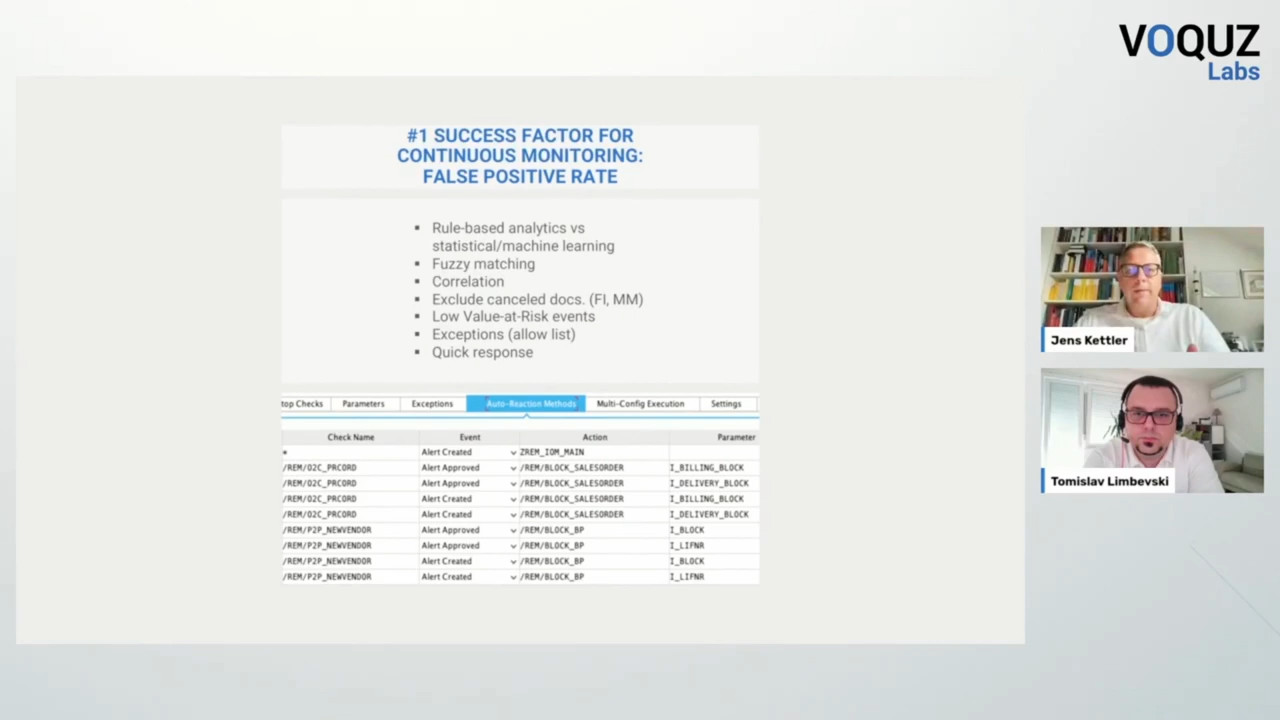 VOQUZ
Labs
#1 SUCCESS FACTOR FOR
CONTINUOUS MONITORING:
FALSE POSITIVE RATE
Rule-based analytics vs
statistical/machine learning
Fuzzy matching
Correlation
Exclude canceled docs. (FI, MM)
Low Value-at-Risk events
Exceptions (allow list)
Quick response
top Checks Parameters Exceptions Auto-Reaction Methods Multi-Config Execution Settings
Check Name Event Action Parameter
* Alert Created ZREM_IOM_MAIN
/REM/O2C_PRCORD Alert Approved /REM/BLOCK_SALESORDER I_BILLING_BLOCK
/REM/O2C_PRCORD Alert Approved /REM/BLOCK_SALESORDER I_DELIVERY_BLOCK
/REM/O2C_PRCORD Alert Created /REM/BLOCK_SALESORDER I_BILLING_BLOCK
/REM/O2C_PRCORD Alert Created /REM/BLOCK_SALESORDER I_DELIVERY_BLOCK
/REM/P2P_NEWVENDOR Alert Approved /REM/BLOCK_BP I_BLOCK
/REM/P2P_NEWVENDOR Alert Approved /REM/BLOCK_BP I_LIFNR
/REM/P2P_NEWVENDOR Alert Created /REM/BLOCK_BP I_BLOCK
/REM/P2P_NEWVENDOR Alert Created /REM/BLOCK_BP I_LIFNR
Jens Kettler
Tomislav Limbevski